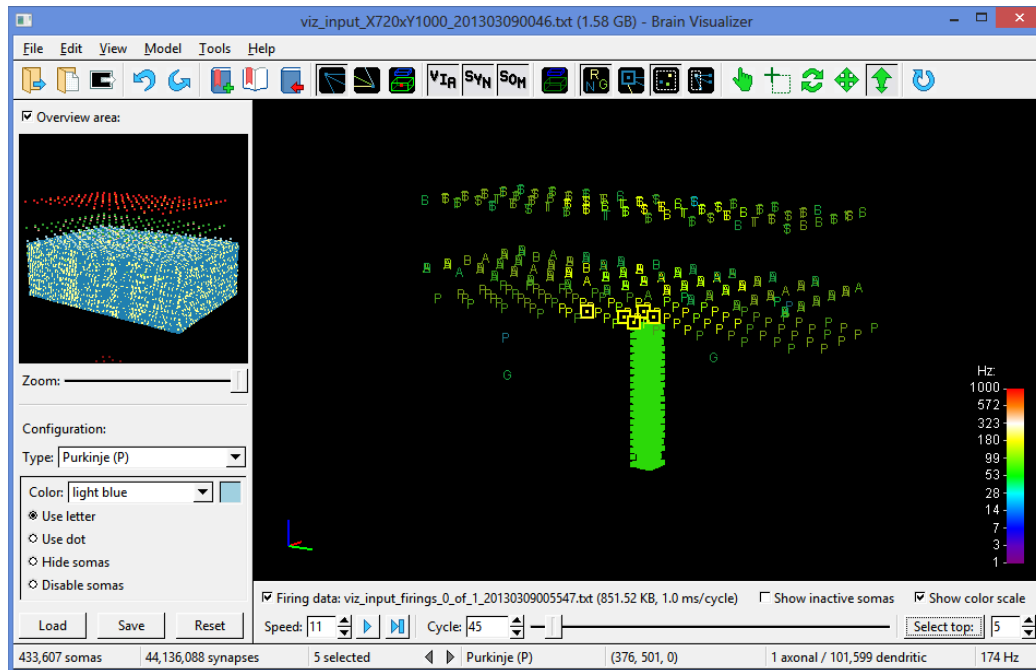 viz_input_X720xY1000_201303090046.txt (1.58 GB) - Brain Visualizer
File Edit View Model Tools Help
VIA SYN SOM R N G
Overview area:
Zoom:
Configuration:
Type: Purkinje (P)
Color: light blue
Use letter
Use dot
Hide somas
Disable somas
Load Save Reset
Hz:
1000
572
323
180
99
53
28
14
7
3
1
Firing data: viz_input_firings_0_of_1_20130309005547.txt (851.52 KB, 1.0 ms/cycle) Show inactive somas Show color scale
Speed: 11 Cycle: 45 Select top: 5
433,607 somas 44,136,088 synapses 5 selected Purkinje (P) (376, 501, 0) 1 axonal / 101,599 dendritic 174 Hz